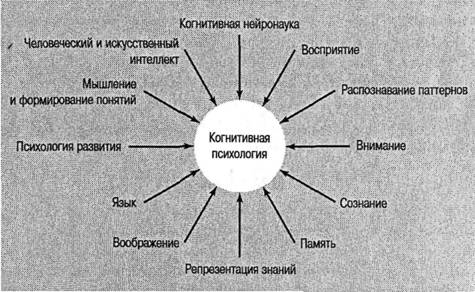 Когнитивная нейронаука
Человеческий и искусственный
интеллект
Восприятие
Мышление
и формирование понятий
Распознавание паттернов
Когнитивная
психология
Психология развития
Внимание
Язык
Сознание
Воображение
Память
Репрезентация знаний